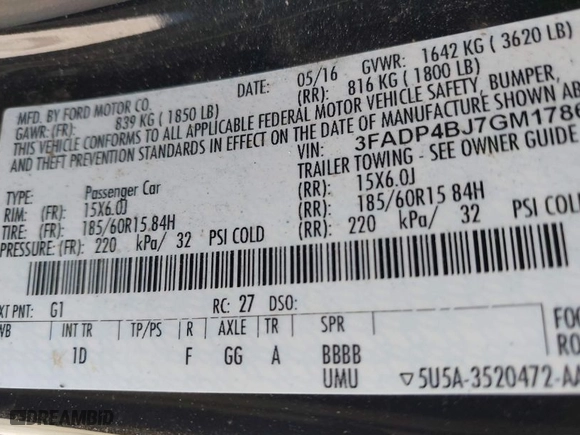 MFD. BY FORD MOTOR CO.
DATE: 05/16 GVWR: 1642 KG (3620 LB)
GAWR: (FR): 839 KG (1850 LB) (RR): 816 KG (1800 LB)
THIS VEHICLE CONFORMS TO ALL APPLICABLE FEDERAL MOTOR VEHICLE SAFETY, BUMPER,
AND THEFT PREVENTION STANDARDS IN EFFECT ON THE DATE OF MANUFACTURE SHOWN
VIN: 3FADP4BJ7GM178
TYPE: Passenger Car TRAILER TOWING - SEE OWNER GUIDE
RIM: (FR): 15X6.0J (RR): 15X6.0J
TIRE: (FR): 185/60R15 84H (RR): 185/60R15 84H
PRESSURE: (FR): 220 kPa/ 32 PSI COLD (RR): 220 kPa/ 32 PSI COLD
EXT PNT: G1 RC: 27 DSO:
WB INT TR TP/PS R AXLE TR SPR
1D F GG A BBBB
UMU ▽5U5A-3520472-AA
DREAMBID